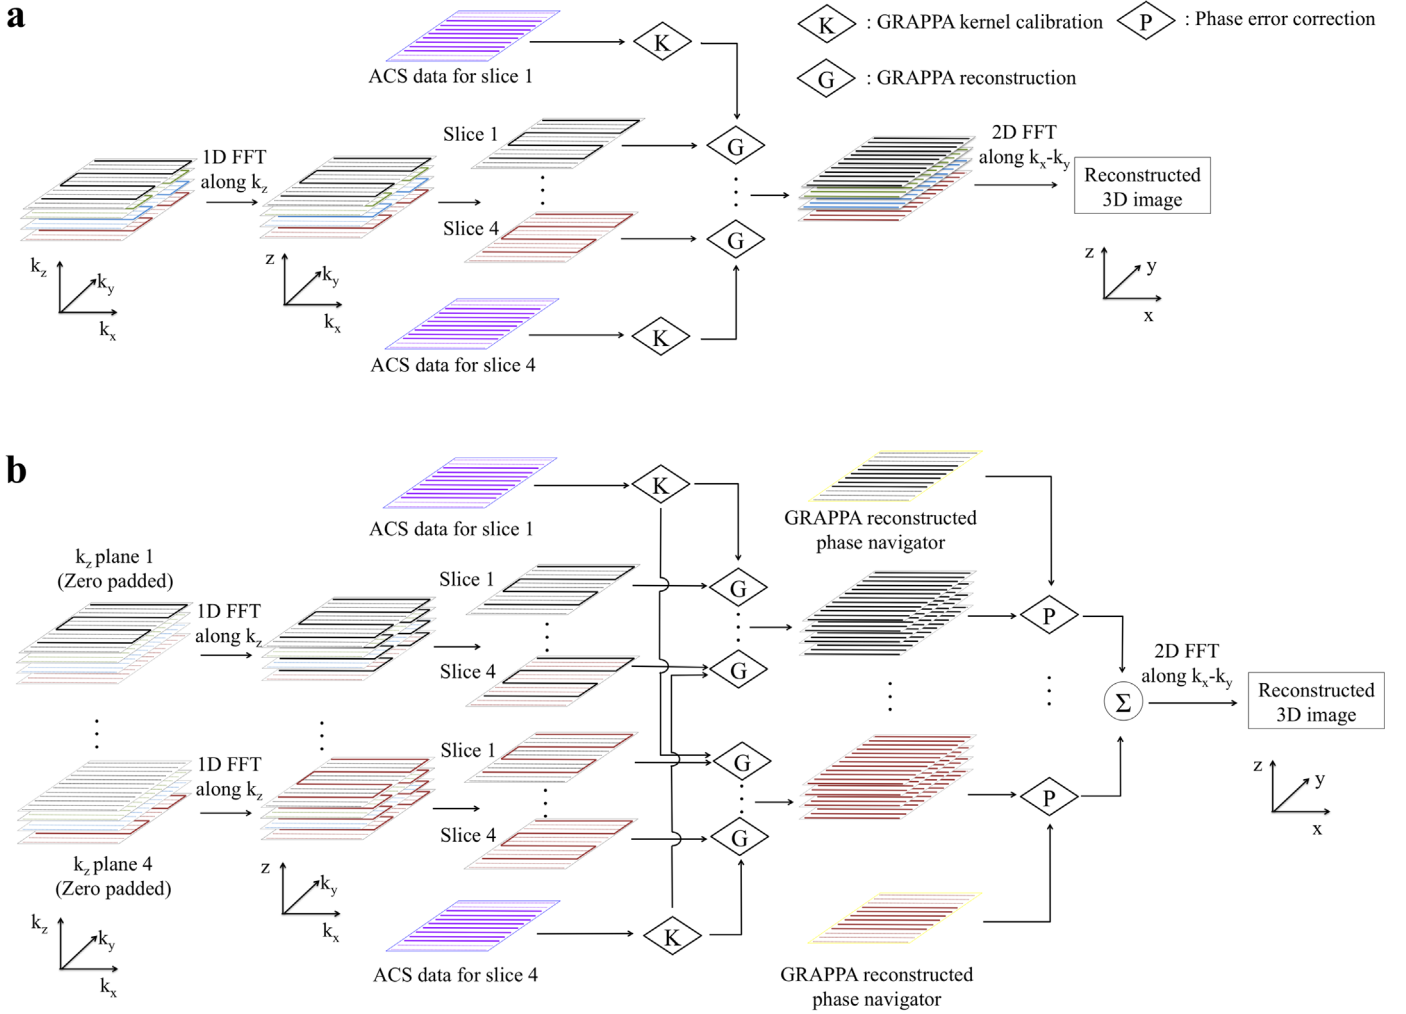 a
ACS data for slice 1
K
K : GRAPPA kernel calibration
P : Phase error correction
G : GRAPPA reconstruction
1D FFT
along kz
Slice 1
G
2D FFT
along kx-ky
Reconstructed
3D image
Slice 4
G
kz
ky
kx
z
ky
kx
z
y
x
K
ACS data for slice 4
b
K
ACS data for slice 1
GRAPPA reconstructed
phase navigator
kz plane 1
(Zero padded)
1D FFT
along kz
Slice 1
G
P
Slice 4
G
2D FFT
along kx-ky
Σ
Reconstructed
3D image
1D FFT
along kz
Slice 1
G
P
Slice 4
G
z
y
x
kz plane 4
(Zero padded)
z
ky
kx
kz
ky
kx
K
ACS data for slice 4
GRAPPA reconstructed
phase navigator